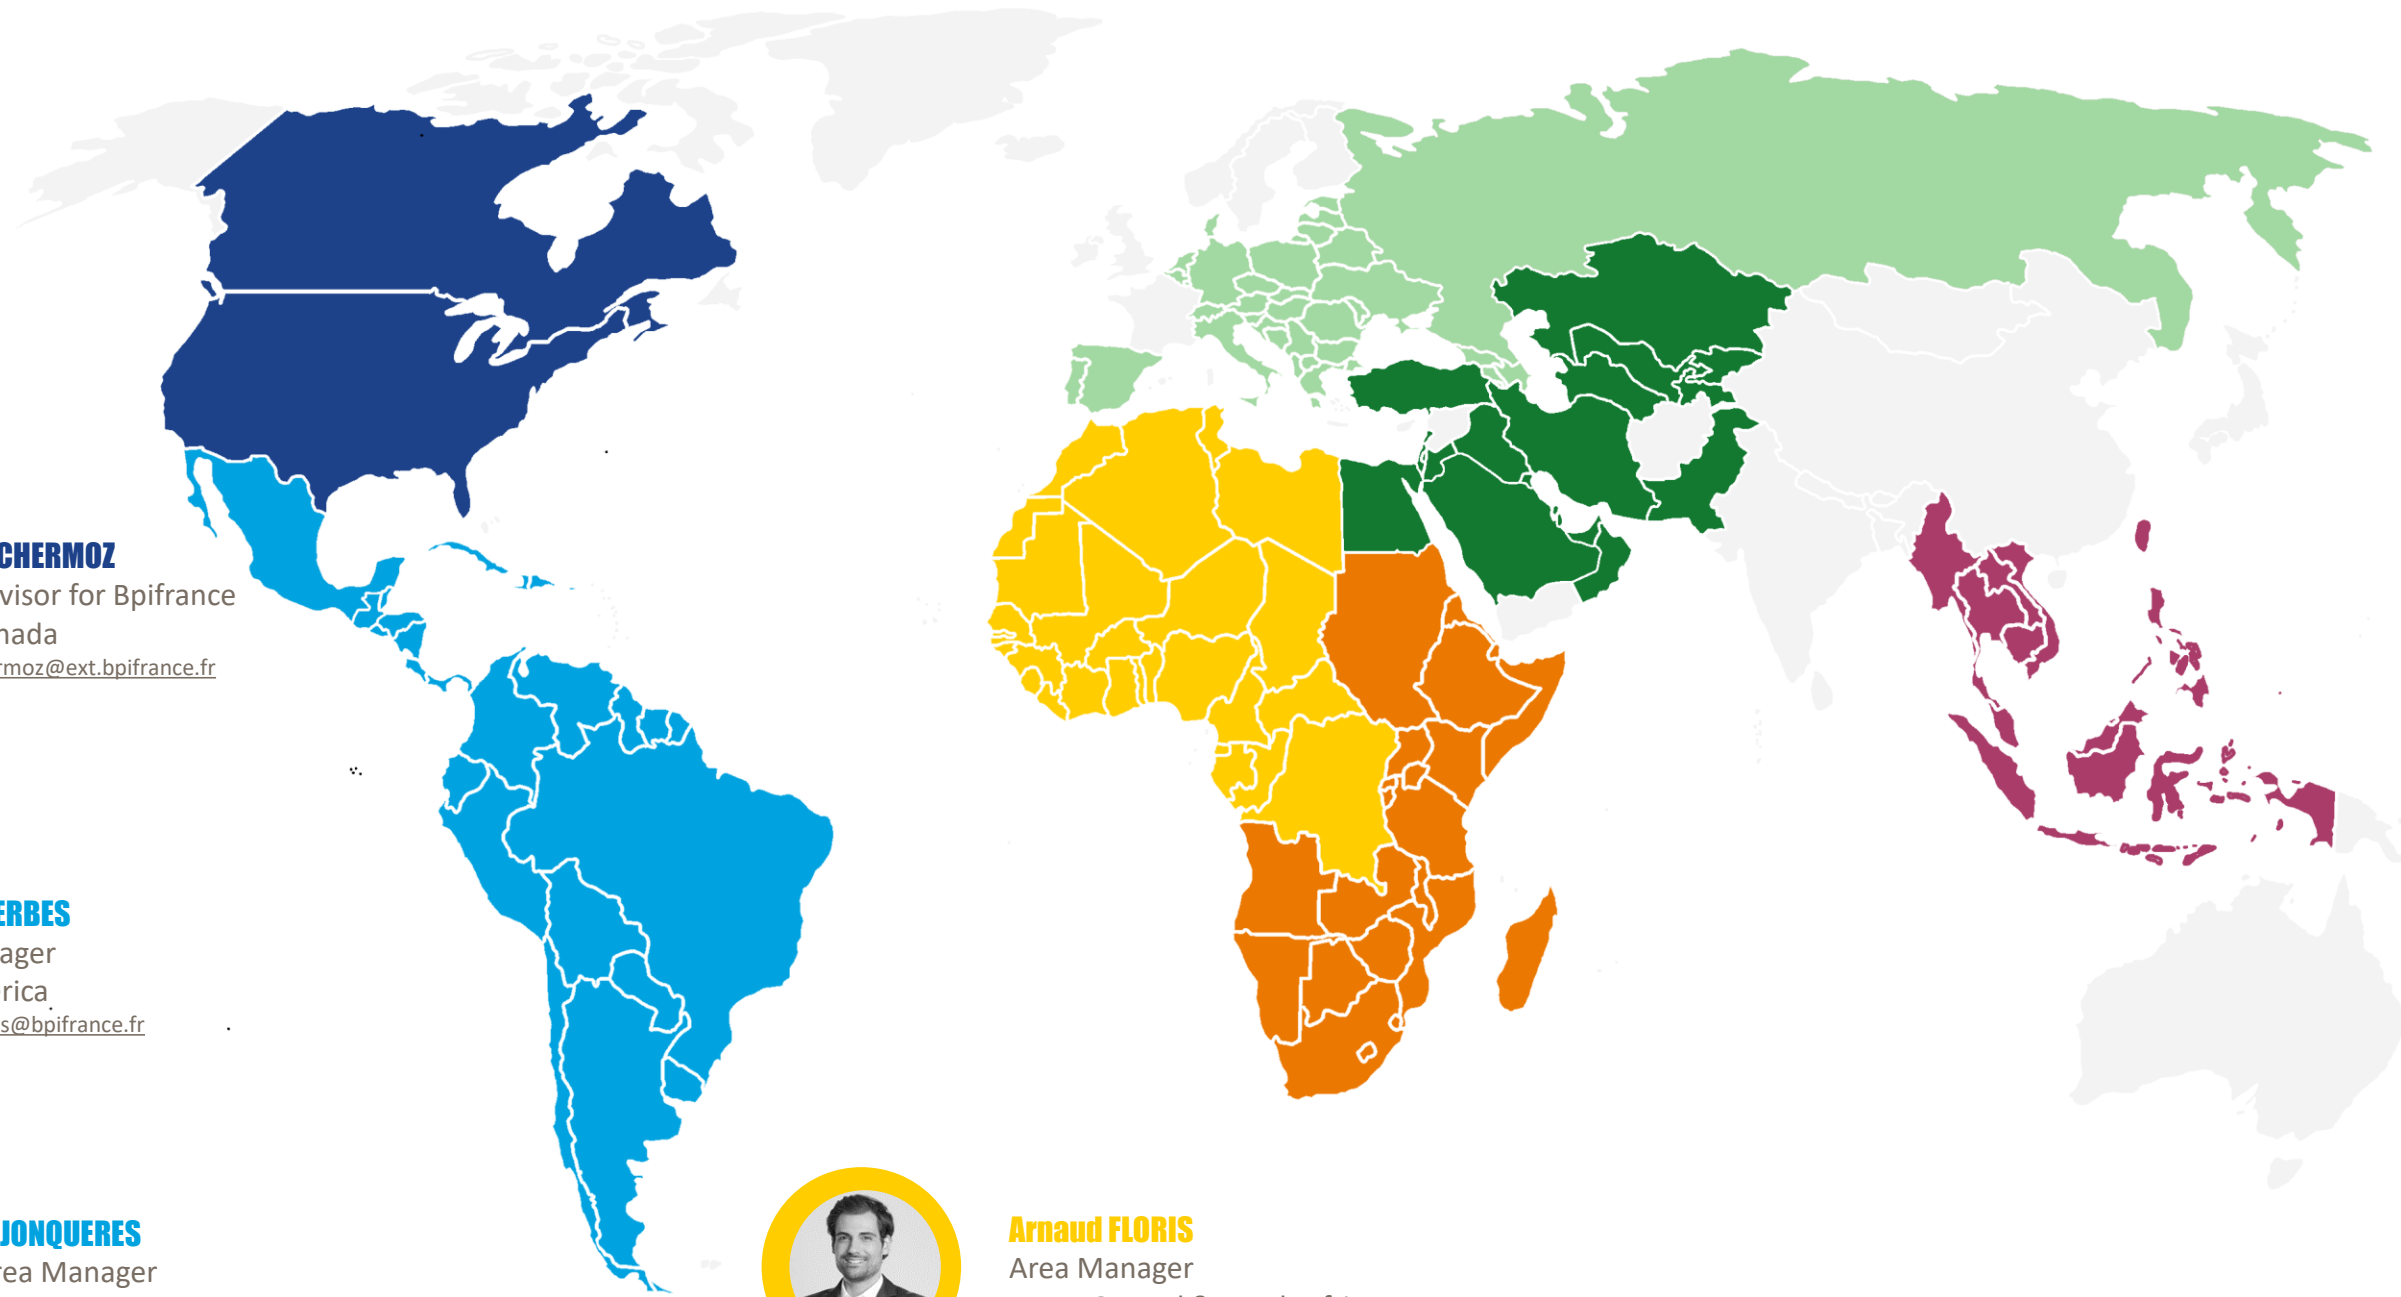 CHERMOZ
visor for Bpifrance
nada
rmoz@ext.bpifrance.fr
ERBES
ager
rica
s@bpifrance.fr
JONQUERES
rea Manager
Arnaud FLORIS
Area Manager